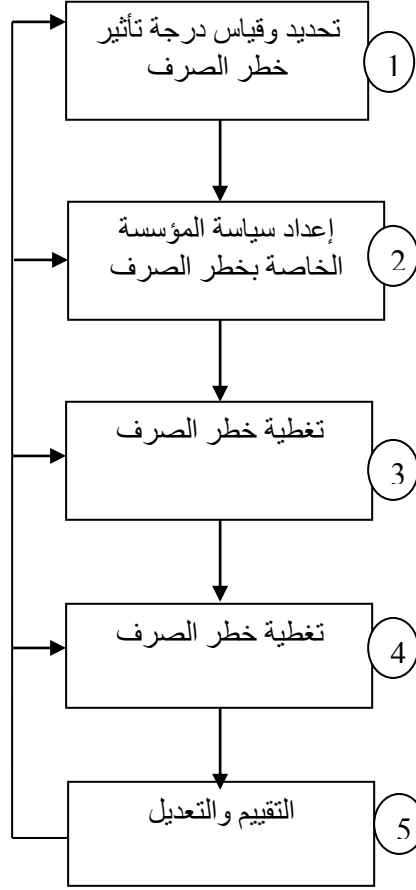 تحديد وقياس درجة تأثير
خطر الصرف
1
إعداد سياسة المؤسسة
الخاصة بخطر الصرف
2
تغطية خطر الصرف
3
تغطية خطر الصرف
4
التقييم والتعديل
5